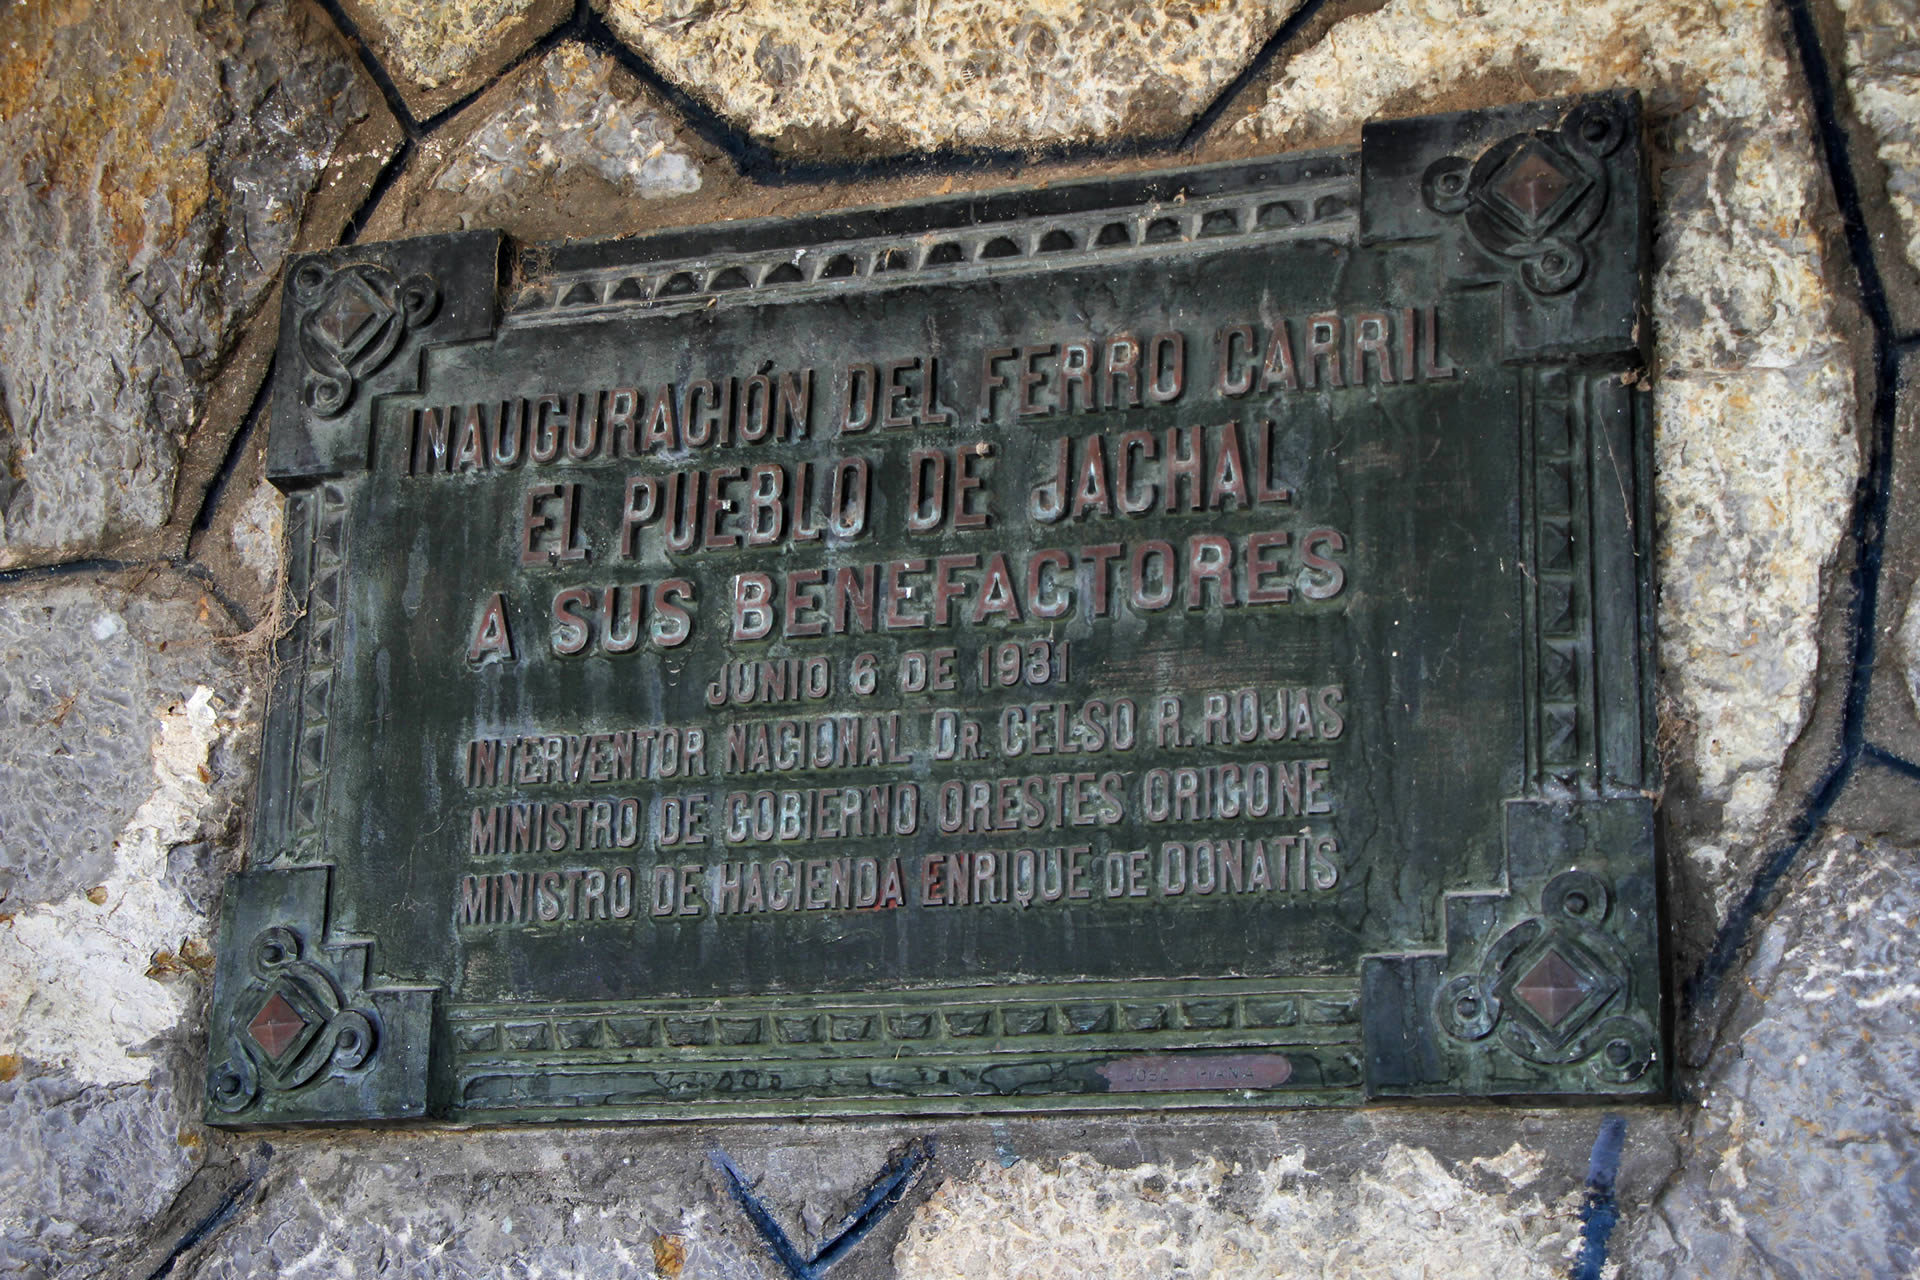 INAUGURACIÓN DEL FERRO CARRIL
EL PUEBLO DE JACHAL
A SUS BENEFACTORES
JUNIO 6 DE 1931
INTERVENTOR NACIONAL DR. CELSO R. ROJAS
MINISTRO DE GOBIERNO ORESTES ORIGONE
MINISTRO DE HACIENDA ENRIQUE DE DONATIS